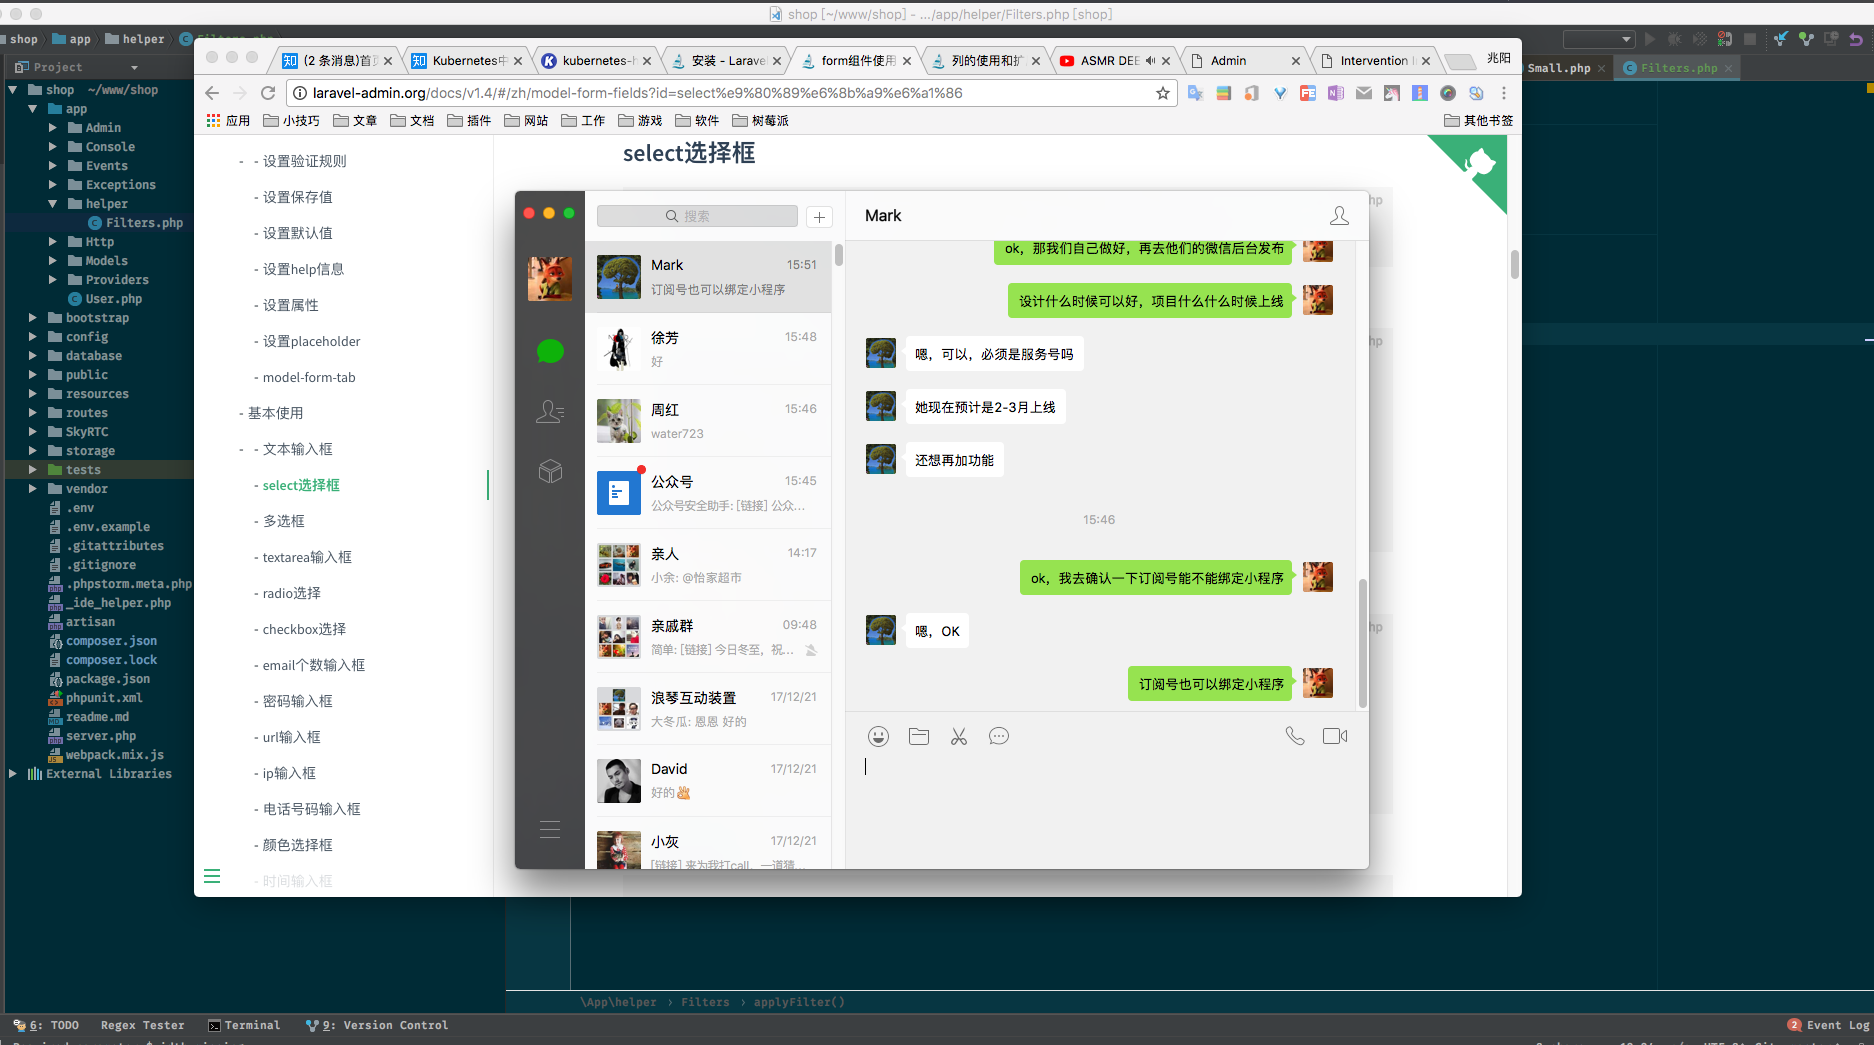 shop [~/www/shop] - .../app/helper/Filters.php [shop]
shop
app
helper
Filters.php
Project
Small.php
Filters.php
shop ~/www/shop
app
Admin
Console
Events
Exceptions
helper
Filters.php
Http
Models
Providers
User.php
bootstrap
config
database
public
resources
routes
SkyRTC
storage
tests
vendor
.env
.env.example
.gitattributes
.gitignore
.phpstorm.meta.php
_ide_helper.php
artisan
composer.json
composer.lock
package.json
phpunit.xml
readme.md
server.php
webpack.mix.js
External Libraries
(2 条消息)首页
Kubernetes中
kubernetes-h
安装 - Laravel
form组件使用
列的使用和扩
ASMR DEE
Admin
Intervention I
兆阳
laravel-admin.org/docs/v1.4/#/zh/model-form-fields?id=select%e9%80%89%e6%8b%a9%e6%a1%86
应用
小技巧
文章
文档
插件
网站
工作
游戏
软件
树莓派
其他书签
- - 设置验证规则
- 设置保存值
- 设置默认值
- 设置help信息
- 设置属性
- 设置placeholder
- model-form-tab
- 基本使用
- - 文本输入框
- select选择框
- 多选框
- textarea输入框
- radio选择
- checkbox选择
- email个数输入框
- 密码输入框
- url输入框
- ip输入框
- 电话号码输入框
- 颜色选择框
- 时间输入框
select选择框
hp
hp
hp
搜索
Mark 15:51
订阅号也可以绑定小程序
徐芳 15:48
好
周红 15:46
water723
公众号 15:45
公众号安全助手: [链接] 公众...
亲人 14:17
小余: @怡家超市
亲戚群 09:48
简单: [链接] 今日冬至，祝...
浪琴互动装置 17/12/21
大冬瓜: 恩恩 好的
David 17/12/21
好的
小灰 17/12/21
[链接] 来为我打call，一道猜...
Mark
ok，那我们自己做好，再去他们的微信后台发布
设计什么时候可以好，项目什么什么时候上线
嗯，可以，必须是服务号吗
她现在预计是2-3月上线
还想再加功能
15:46
ok，我去确认一下订阅号能不能绑定小程序
嗯，OK
订阅号也可以绑定小程序
\App\helper › Filters › applyFilter()
6: TODO
Regex Tester
Terminal
9: Version Control
2 Event Log